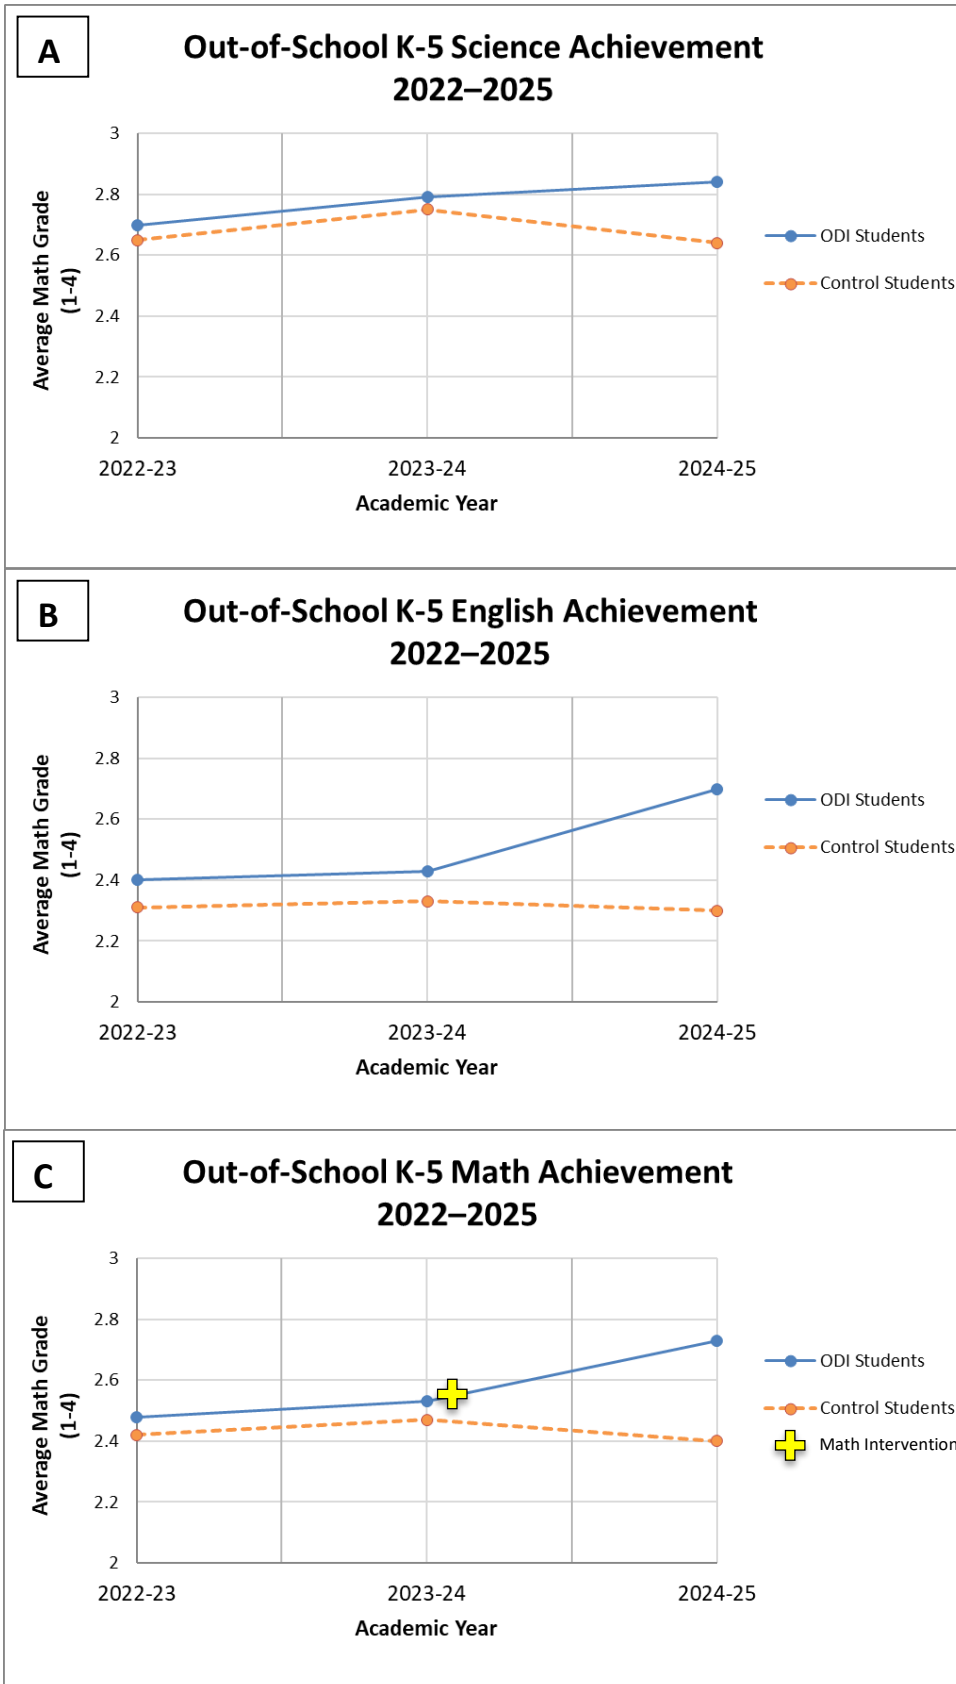 A
Out-of-School K-5 Science Achievement
2022–2025
Average Math Grade
(1-4)
3
2.8
2.6
2.4
2.2
2
2022-23
2023-24
2024-25
Academic Year
ODI Students
Control Students
B
Out-of-School K-5 English Achievement
2022–2025
Average Math Grade
(1-4)
3
2.8
2.6
2.4
2.2
2
2022-23
2023-24
2024-25
Academic Year
ODI Students
Control Students
C
Out-of-School K-5 Math Achievement
2022–2025
Average Math Grade
(1-4)
3
2.8
2.6
2.4
2.2
2
2022-23
2023-24
2024-25
Academic Year
ODI Students
Control Students
Math Intervention